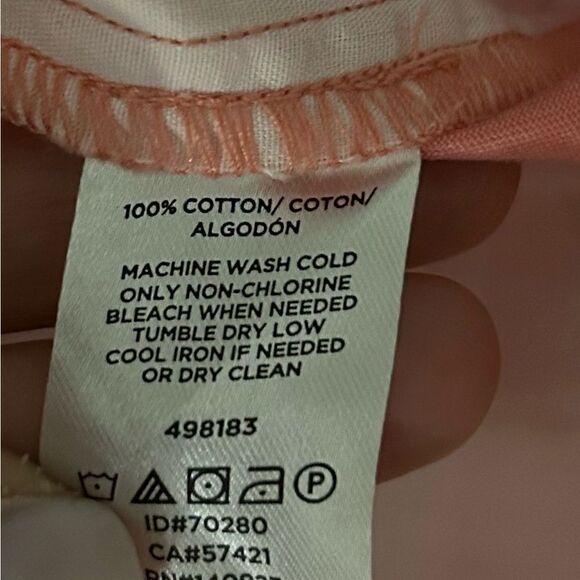 100% COTTON/ COTON/
ALGODÓN
MACHINE WASH COLD
ONLY NON-CHLORINE
BLEACH WHEN NEEDED
TUMBLE DRY LOW
COOL IRON IF NEEDED
OR DRY CLEAN
498183
P
ID#70280
CA#57421